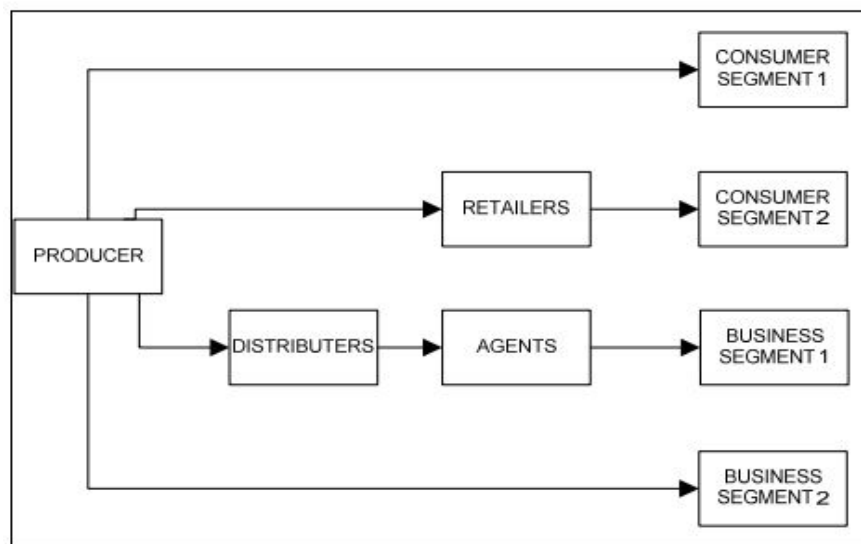 CONSUMER
SEGMENT 1
RETAILERS
CONSUMER
SEGMENT 2
PRODUCER
DISTRIBUTERS
AGENTS
BUSINESS
SEGMENT 1
BUSINESS
SEGMENT 2